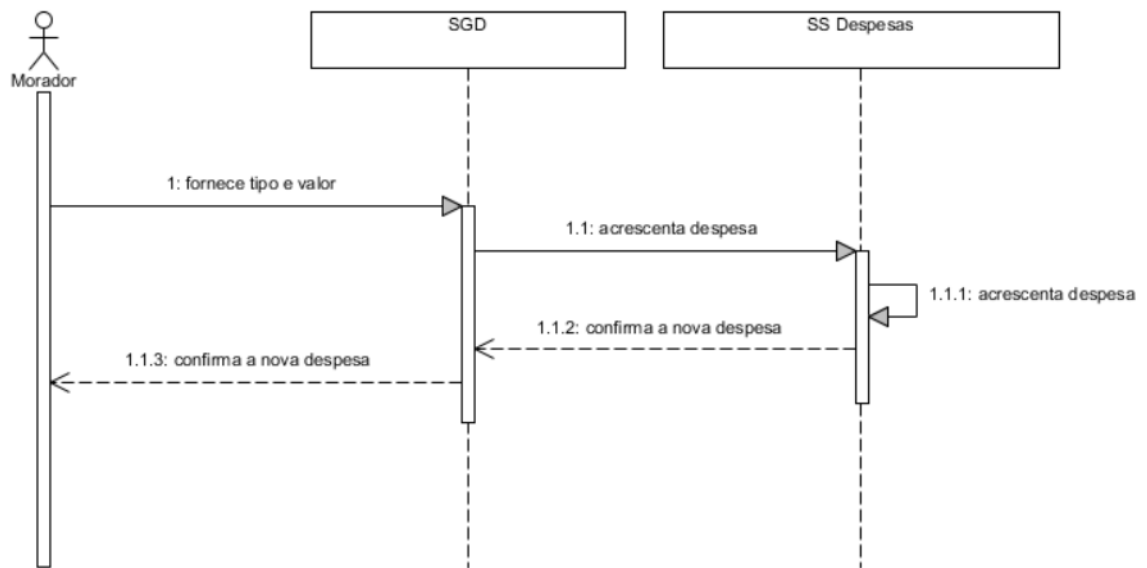 SGD
SS Despesas
Morador
1: fornece tipo e valor
1.1: acrescenta despesa
1.1.1: acrescenta despesa
1.1.2: confirma a nova despesa
1.1.3: confirma a nova despesa